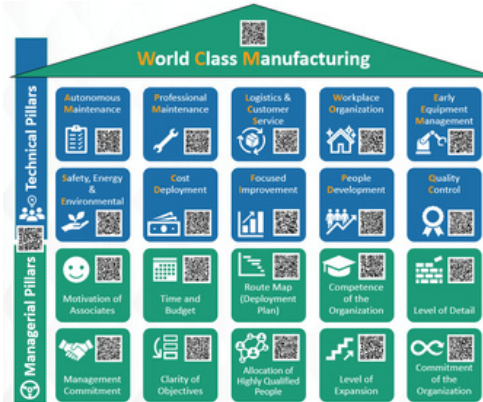 World Class Manufacturing
Technical Pillars
Autonomous
Maintenance
Professional
Maintenance
Logistics &
Customer
Service
Workplace
Organization
Early
Equipment
Management
Safety, Energy
&
Environmental
Cost
Deployment
Focused
Improvement
People
Development
Quality
Control
Managerial Pillars
Motivation of
Associates
Time and
Budget
Route Map
(Deployment
Plan)
Competence
of the
Organization
Level of Detail
Management
Commitment
Clarity of
Objectives
Allocation of
Highly Qualified
People
Level of
Expansion
Commitment
of the
Organization